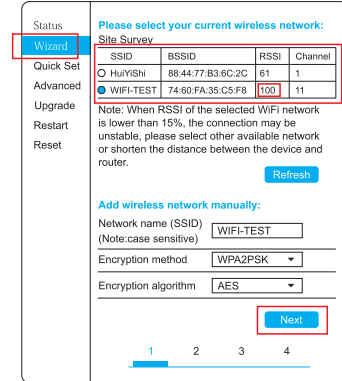 Status
Wizard
Quick Set
Advanced
Upgrade
Restart
Reset
Please select your current wireless network:
Site Survey
SSID BSSID RSSI Channel
HuiYiShi 88:44:77:B3:6C:2C 61 1
WIFI-TEST 74:60:FA:35:C5:F8 100 11
Note: When RSSI of the selected WiFi network
is lower than 15%, the connection may be
unstable, please select other available network
or shorten the distance between the device and
router.
Refresh
Add wireless network manually:
Network name (SSID)
(Note:case sensitive)
WIFI-TEST
Encryption method WPA2PSK
Encryption algorithm AES
Next
1 2 3 4